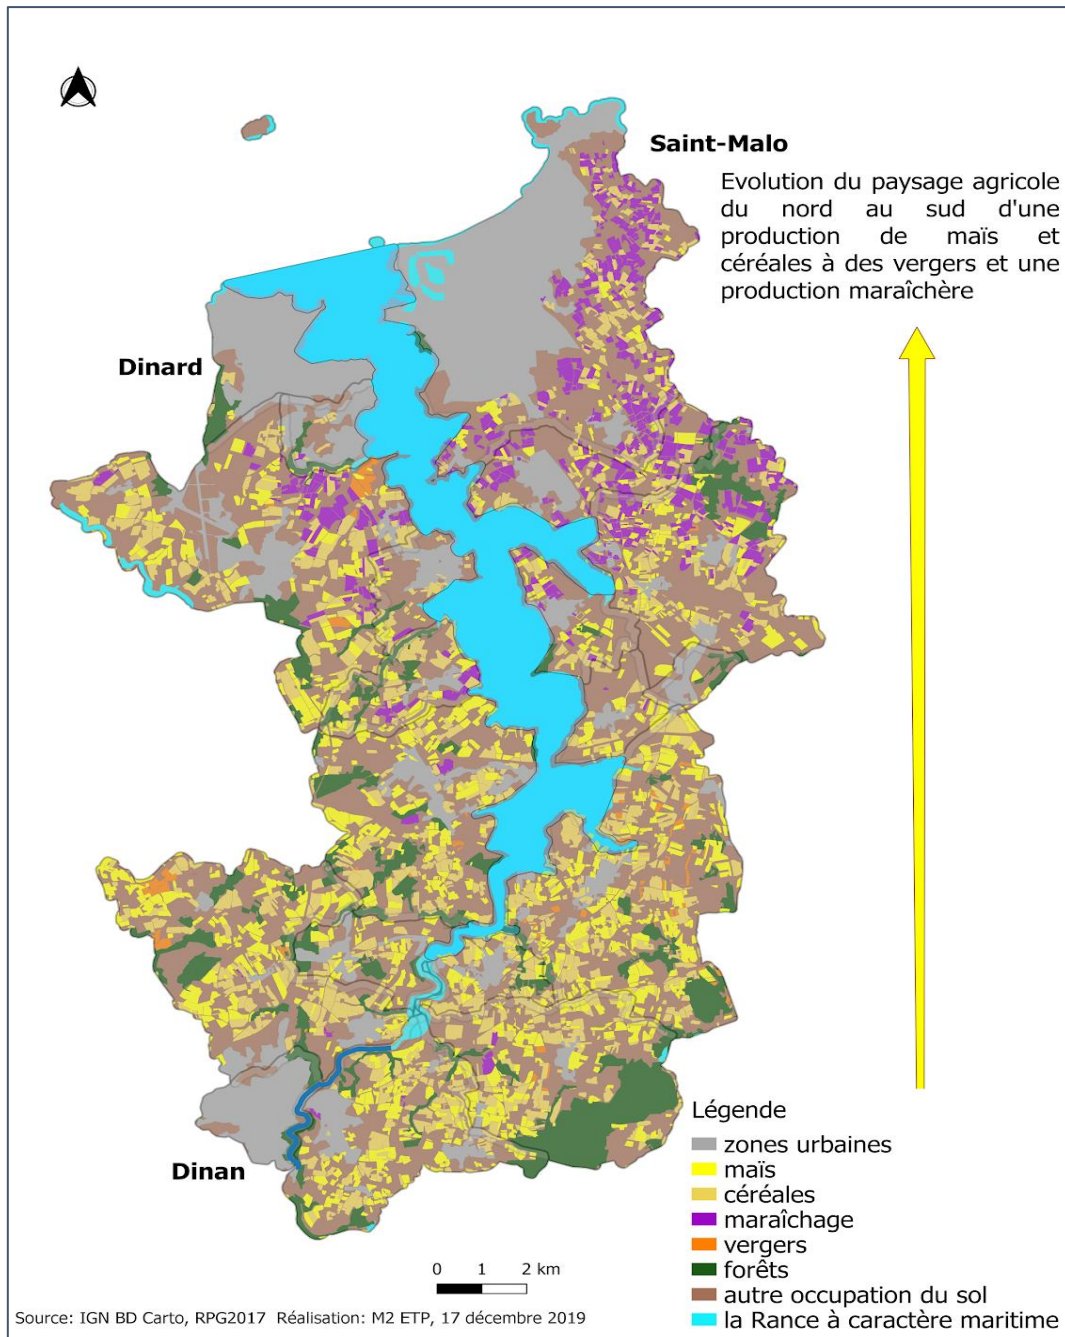 Saint-Malo
Evolution du paysage agricole
du nord au sud d'une
production de maïs et
céréales à des vergers et une
production maraîchère
Dinard
Dinan
Légende
zones urbaines
maïs
céréales
maraîchage
vergers
forêts
autre occupation du sol
la Rance à caractère maritime
0 1 2 km
Source: IGN BD Carto, RPG2017 Réalisation: M2 ETP, 17 décembre 2019